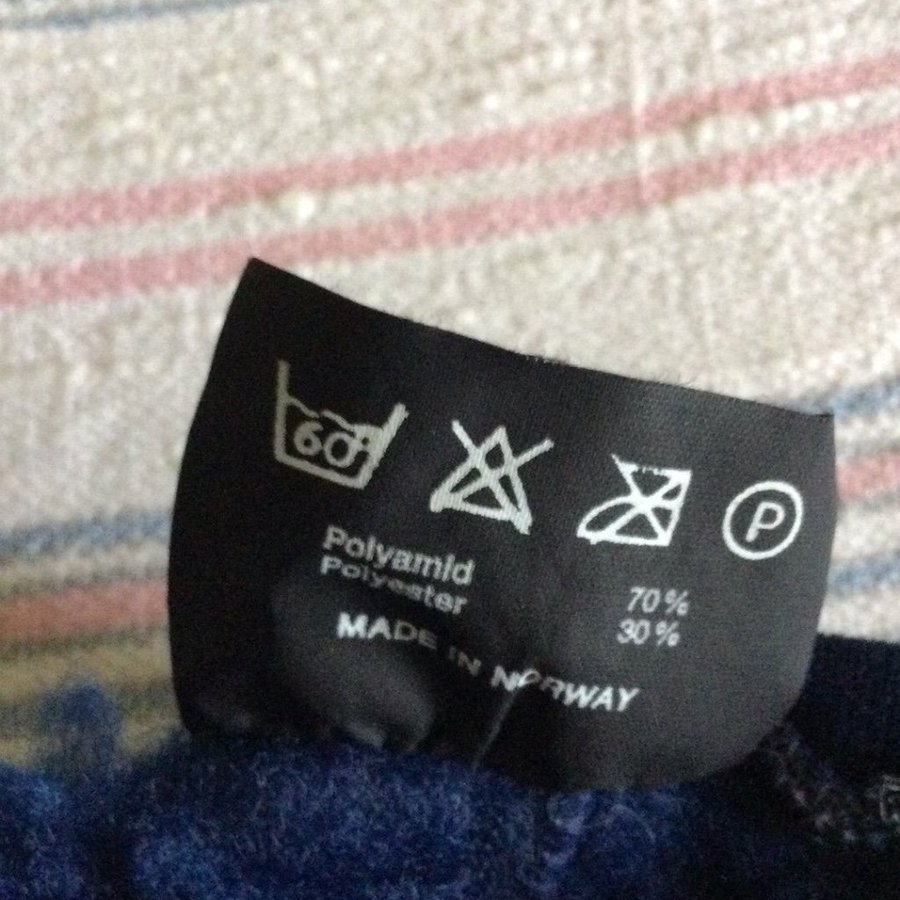 60°
P
Polyamid 70%
Polyester 30%
MADE IN NORWAY